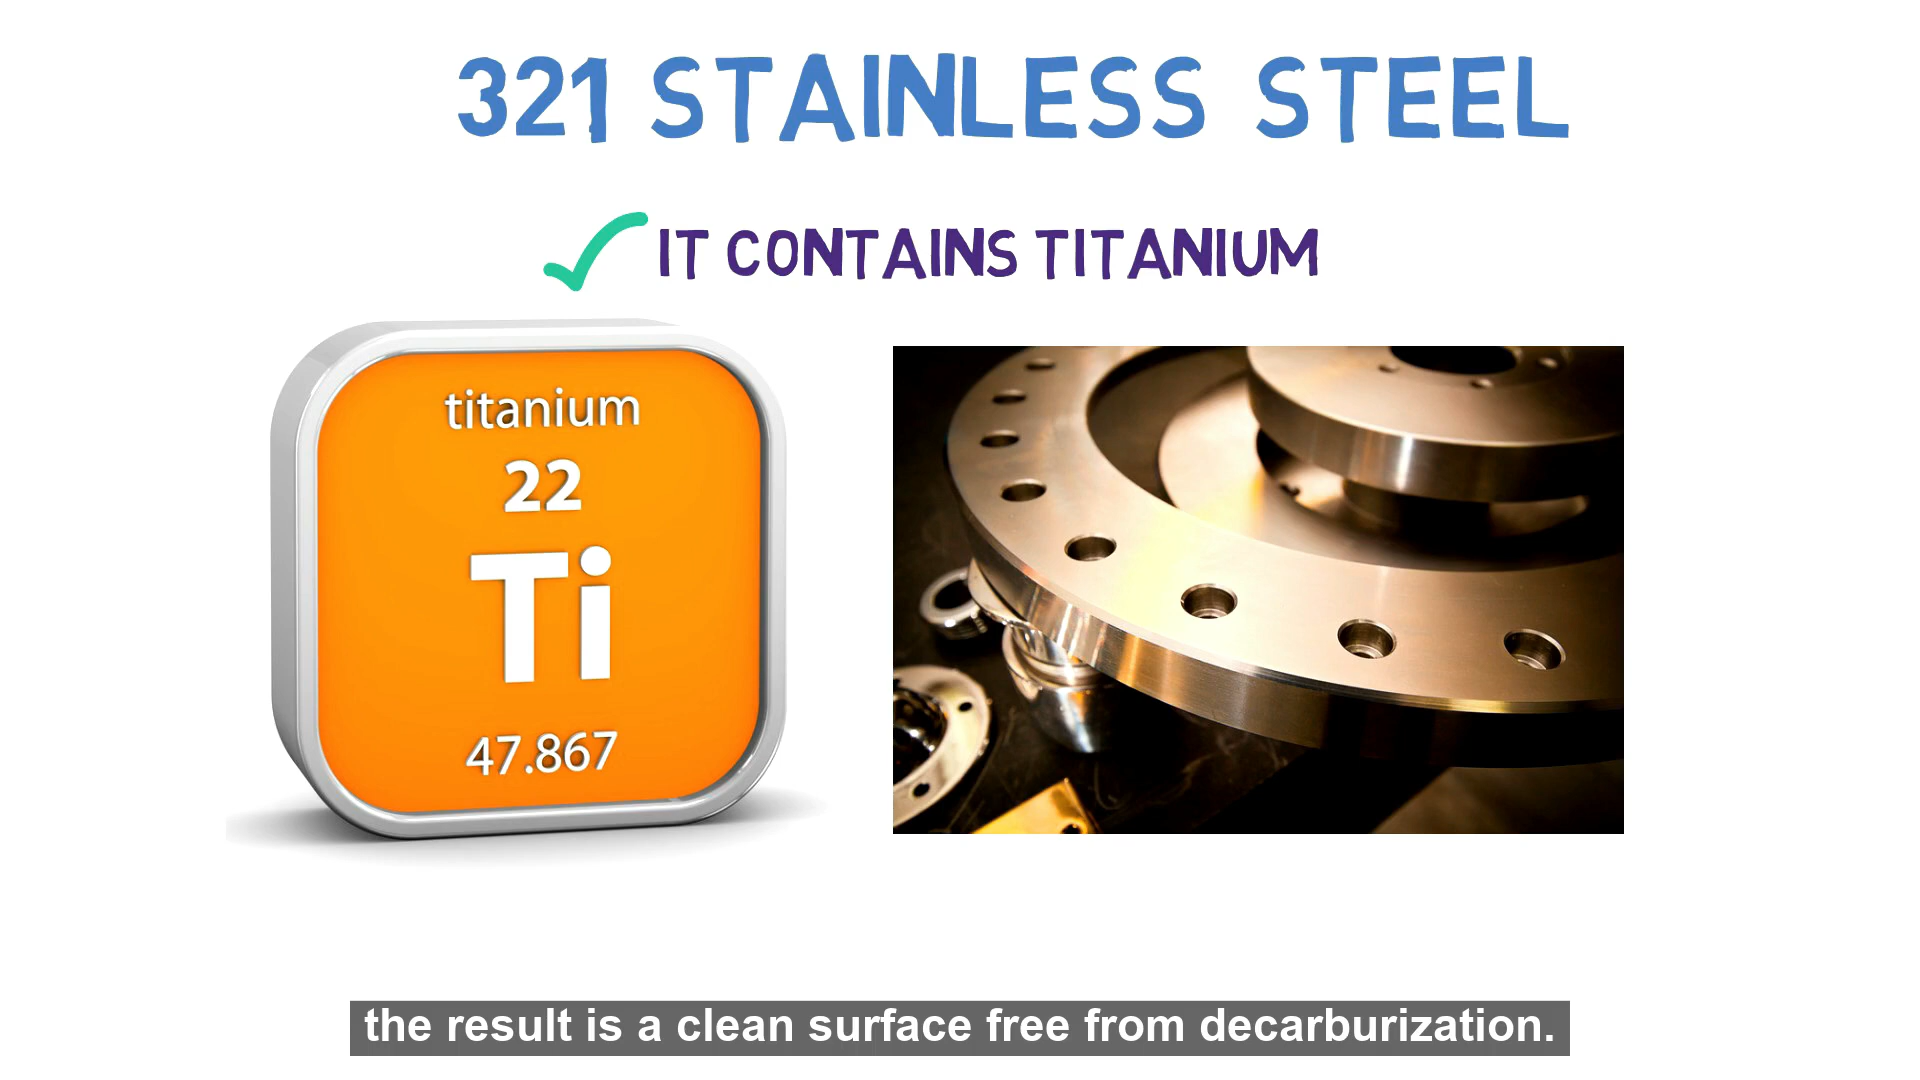 321 STAINLESS STEEL
IT CONTAINS TITANIUM
titanium
22
Ti
47.867
the result is a clean surface free from decarburization.